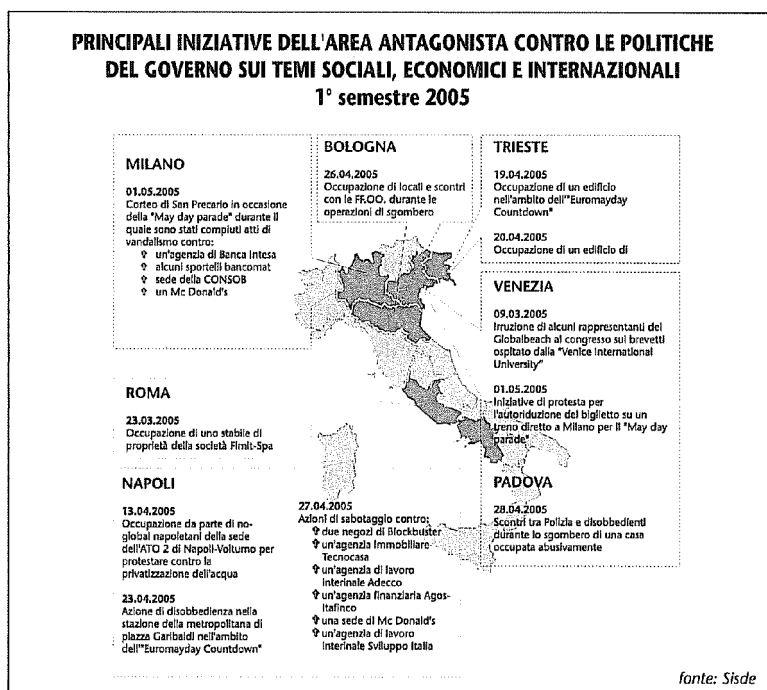 PRINCIPALI INIZIATIVE DELL'AREA ANTAGONISTA CONTRO LE POLITICHE
DEL GOVERNO SUI TEMI SOCIALI, ECONOMICI E INTERNAZIONALI
1° semestre 2005
MILANO
01.05.2005
Corteo di San Precario in occasione
della "May day parade" durante il
quale sono stati compiuti atti di
vandalismo contro:
un'agenzia di Banca Intesa
alcuni sportelli bancomat
sede della CONSOB
un Mc Donald's
BOLOGNA
26.04.2005
Occupazione di locali e scontri
con le FF.OO. durante le
operazioni di sgombero
TRIESTE
19.04.2005
Occupazione di un edificio
nell'ambito dell'"Euromayday
Countdown"
20.04.2005
Occupazione di un edificio di
VENEZIA
09.03.2005
Irruzione di alcuni rappresentanti del
Globalbeach al congresso sui brevetti
ospitato dalla "Venice International
University"
01.05.2005
Iniziative di protesta per
l'autoriduzione del biglietto su un
treno diretto a Milano per il "May day
parade"
ROMA
23.03.2005
Occupazione di uno stabile di
proprietà della società Fimit-Spa
NAPOLI
13.04.2005
Occupazione da parte di no-
global napoletani della sede
dell'ATO 2 di Napoli-Volturno per
protestare contro la
privatizzazione dell'acqua
23.04.2005
Azione di disobbedienza nella
stazione della metropolitana di
piazza Garibaldi nell'ambito
dell'"Euromayday Countdown"
27.04.2005
Azioni di sabotaggio contro:
due negozi di Blockbuster
un'agenzia immobiliare
Tecnocasa
un'agenzia di lavoro
interinale Adecco
un'agenzia finanziaria Agos-
Itafinco
una sede di Mc Donald's
un'agenzia di lavoro
interinale Sviluppo Italia
PADOVA
28.04.2005
Scontri tra Polizia e disobbedienti
durante lo sgombero di una casa
occupata abusivamente
fonte: Sisde